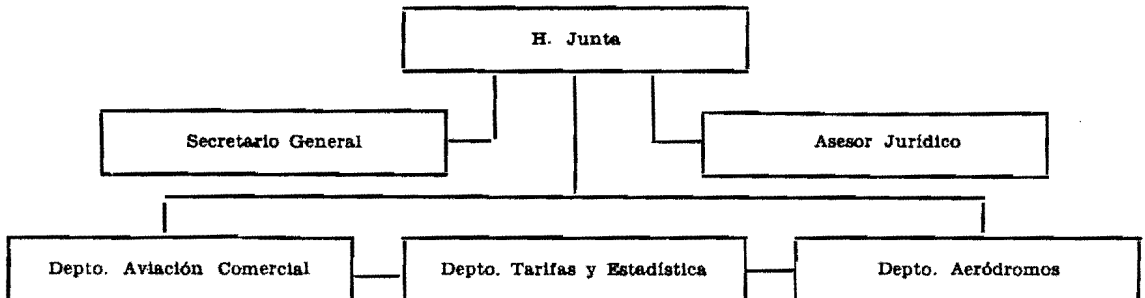 H. Junta
Secretario General
Asesor Jurídico
Depto. Aviación Comercial
Depto. Tarifas y Estadística
Depto. Aeródromos